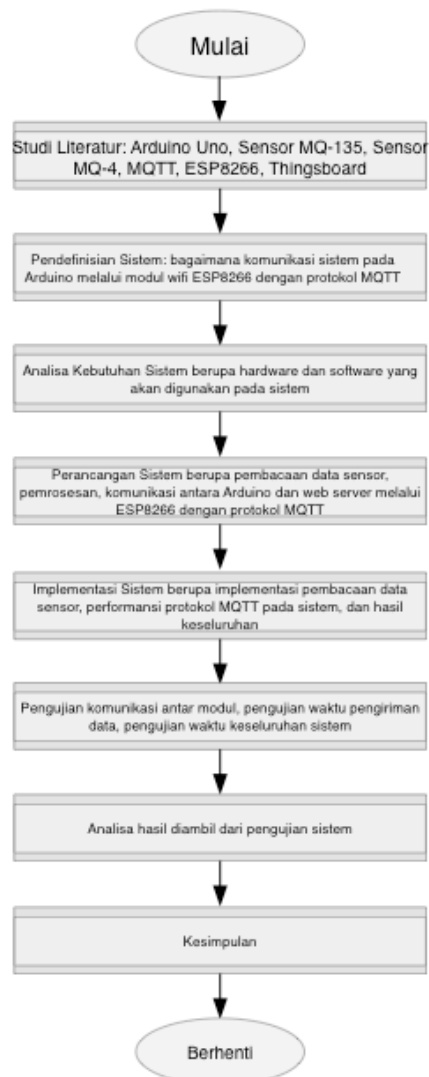 Mulai
Studi Literatur: Arduino Uno, Sensor MQ-135, Sensor
MQ-4, MQTT, ESP8266, Thingsboard
Pendefinisian Sistem: bagaimana komunikasi sistem pada
Arduino melalui modul wifi ESP8266 dengan protokol MQTT
Analisa Kebutuhan Sistem berupa hardware dan software yang
akan digunakan pada sistem
Perancangan Sistem berupa pembacaan data sensor,
pemrosesan, komunikasi antara Arduino dan web server melalui
ESP8266 dengan protokol MQTT
Implementasi Sistem berupa implementasi pembacaan data
sensor, performansi protokol MQTT pada sistem, dan hasil
keseluruhan
Pengujian komunikasi antar modul, pengujian waktu pengiriman
data, pengujian waktu keseluruhan sistem
Analisa hasil diambil dari pengujian sistem
Kesimpulan
Berhenti